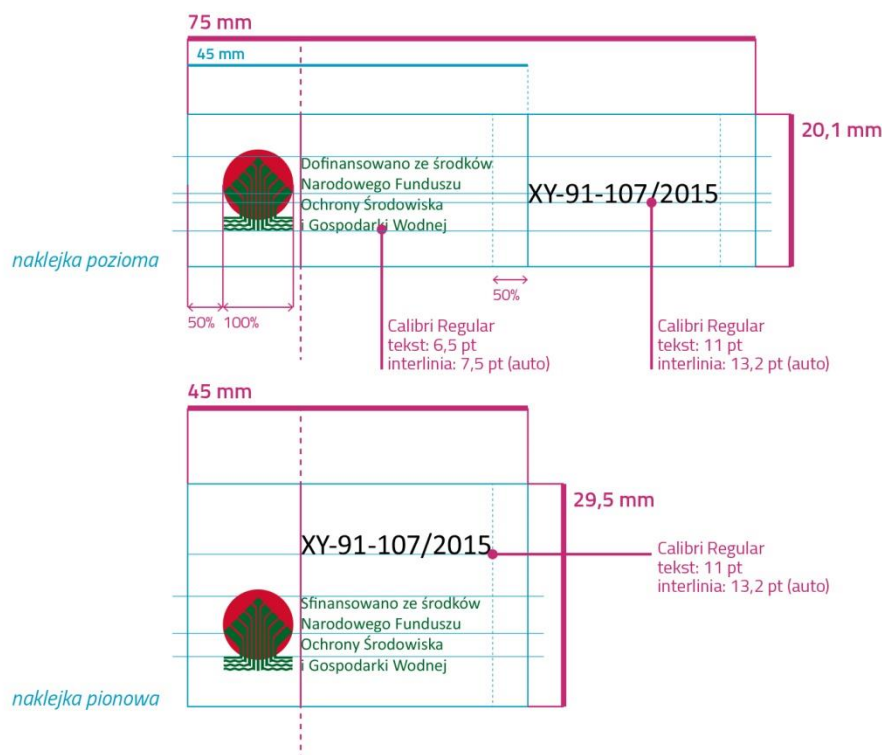 75 mm
45 mm
20,1 mm
Dofinansowano ze środków
Narodowego Funduszu
Ochrony Środowiska
i Gospodarki Wodnej
XY-91-107/2015
naklejka pozioma
50% 100%
50%
Calibri Regular
tekst: 6,5 pt
interlinia: 7,5 pt (auto)
Calibri Regular
tekst: 11 pt
interlinia: 13,2 pt (auto)
45 mm
29,5 mm
XY-91-107/2015
Calibri Regular
tekst: 11 pt
interlinia: 13,2 pt (auto)
Sfinansowano ze środków
Narodowego Funduszu
Ochrony Środowiska
i Gospodarki Wodnej
naklejka pionowa